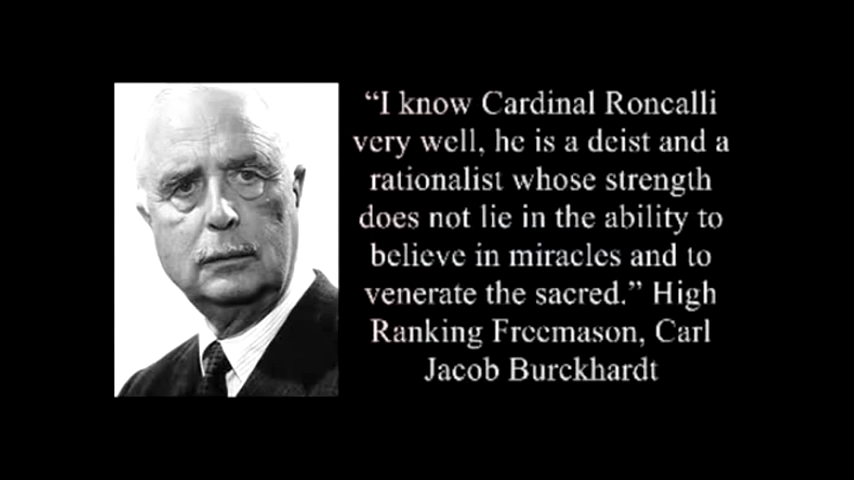 “I know Cardinal Roncalli
very well, he is a deist and a
rationalist whose strength
does not lie in the ability to
believe in miracles and to
venerate the sacred.” High
Ranking Freemason, Carl
Jacob Burckhardt